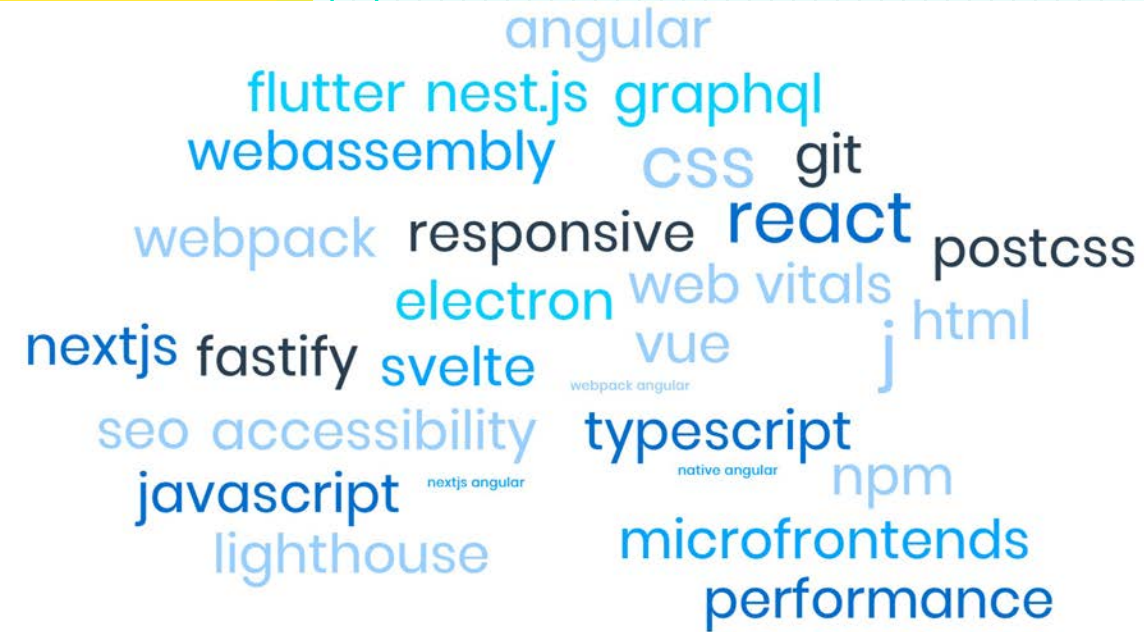 angular
flutter nest.js graphql
webassembly css git
webpack responsive react postcss
electron web vitals
nextjs fastify svelte vue j html
webpack angular
seo accessibility typescript
javascript nextjs angular native angular npm
lighthouse microfrontends
performance